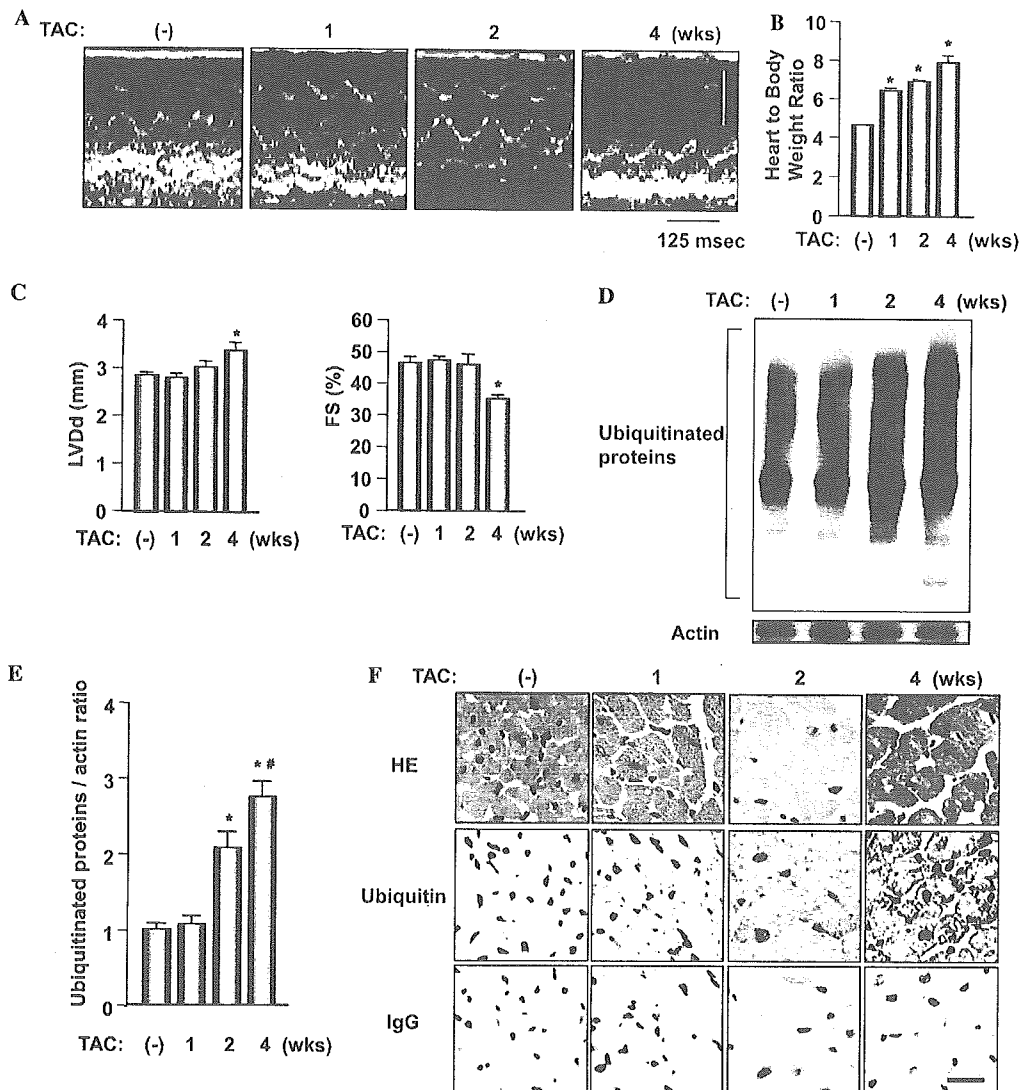 A
TAC: (-) 1 2 4 (wks)
125 msec
B
Heart to Body
Weight Ratio
10
8
6
4
2
0
* * *
TAC: (-) 1 2 4 (wks)
C
LVDd (mm)
4
3
2
1
0
*
TAC: (-) 1 2 4 (wks)
FS (%)
60
50
40
30
20
10
0
*
TAC: (-) 1 2 4 (wks)
D
TAC: (-) 1 2 4 (wks)
Ubiquitinated
proteins
Actin
E
Ubiquitinated proteins / actin ratio
4
3
2
1
0
* * #
TAC: (-) 1 2 4 (wks)
F
TAC: (-) 1 2 4 (wks)
HE
Ubiquitin
IgG